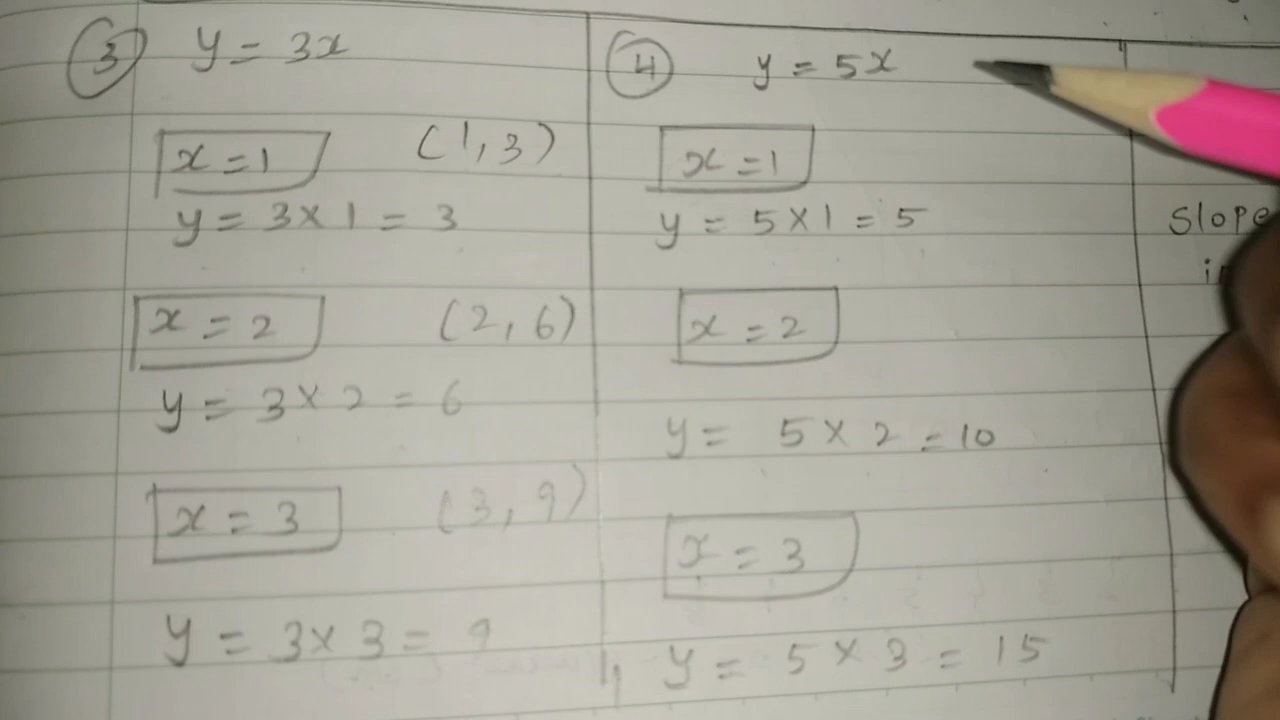 3 y = 3x
x = 1 (1, 3)
y = 3 × 1 = 3
x = 2 (2, 6)
y = 3 × 2 = 6
x = 3 (3, 9)
y = 3 × 3 = 9
4 y = 5x
x = 1
y = 5 × 1 = 5
x = 2
y = 5 × 2 = 10
x = 3
y = 5 × 3 = 15
Slope